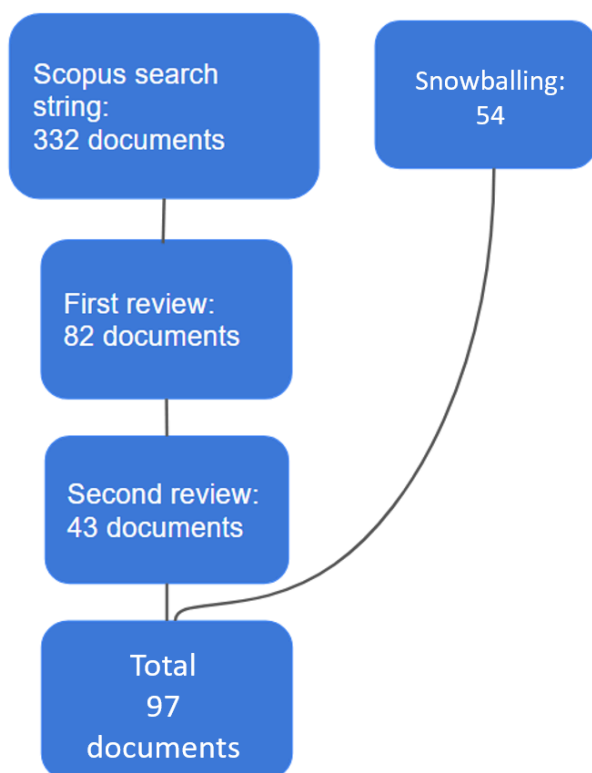 Scopus search
string:
332 documents
Snowballing:
54
First review:
82 documents
Second review:
43 documents
Total
97
documents